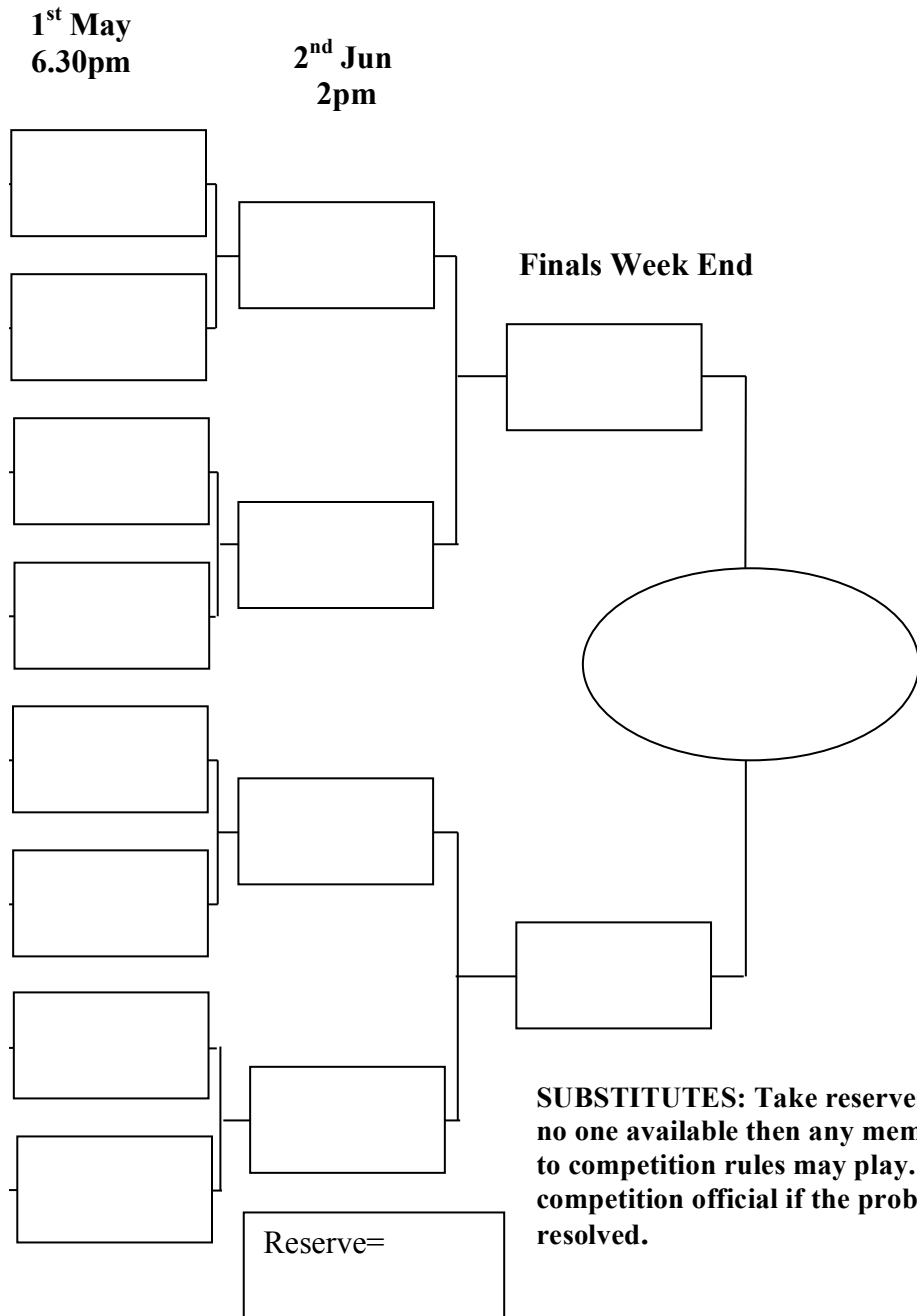 1st May
6.30pm
2nd Jun
2pm
Finals Week End
SUBSTITUTES: Take reserve
no one available then any mem
to competition rules may play.
competition official if the prob
resolved.
Reserve=